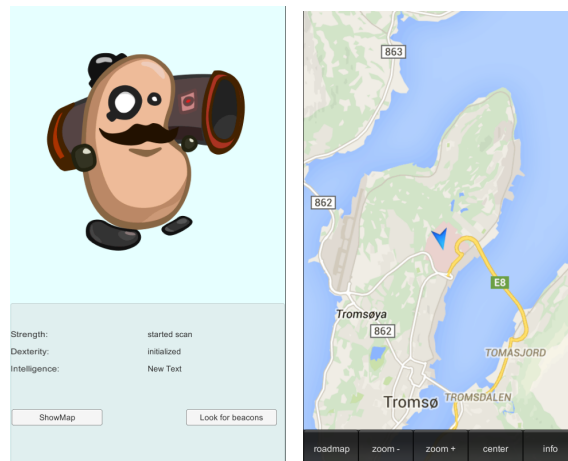 Strength: started scan
Dexterity: initialized
Intelligence: New Text
ShowMap Look for beacons
863
862
E8
Tromsøya
862
TOMASJORD
Tromsø TROMSDALEN
roadmap zoom - zoom + center info